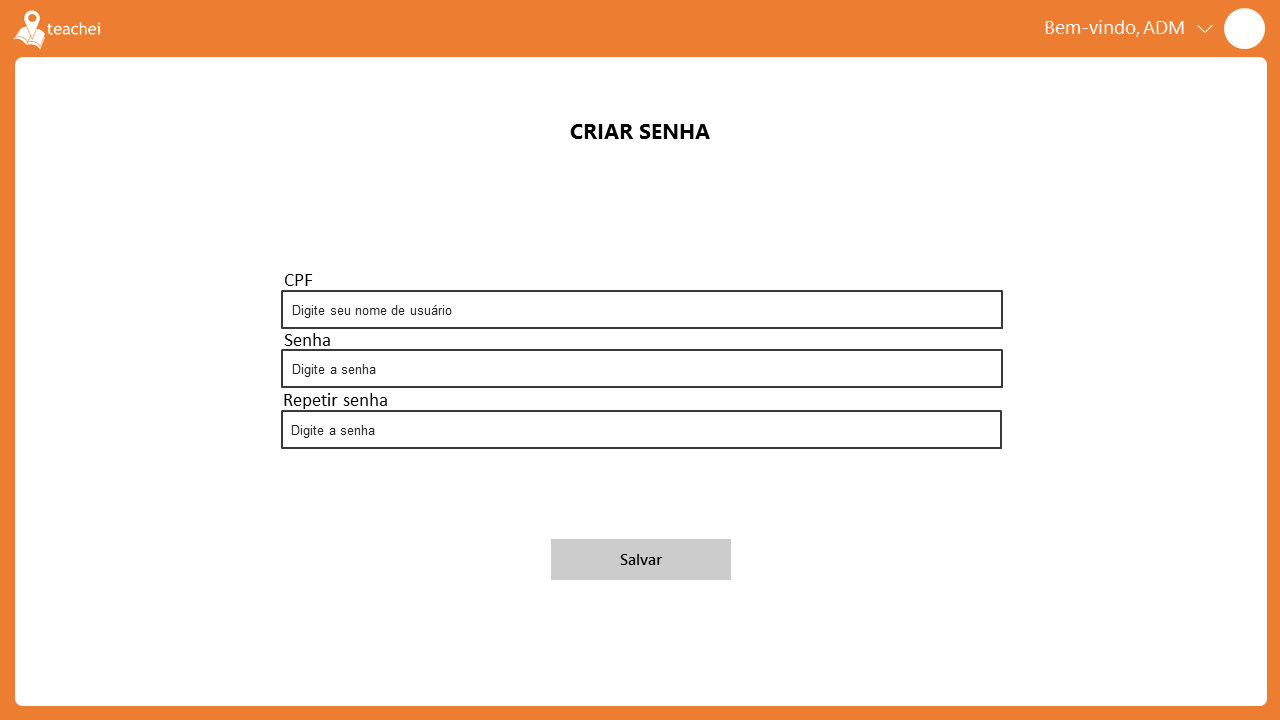 teachei
Bem-vindo, ADM
CRIAR SENHA
CPF
Digite seu nome de usuário
Senha
Digite a senha
Repetir senha
Digite a senha
Salvar